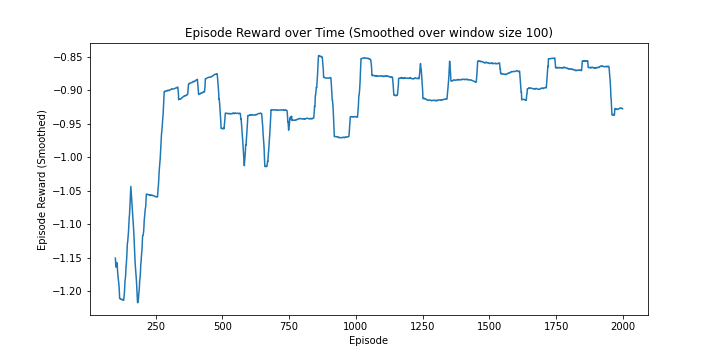 Episode Reward over Time (Smoothed over window size 100)
Episode Reward (Smoothed)
−0.85
−0.90
−0.95
−1.00
−1.05
−1.10
−1.15
−1.20
250 500 750 1000 1250 1500 1750 2000
Episode